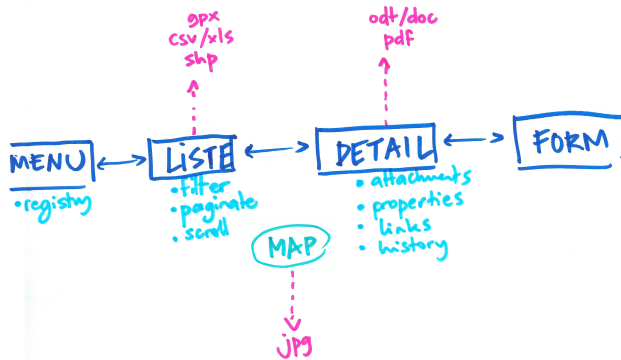 gpx
csv/xls
shp
odt/doc
pdf
MENU
LiSTE
DETAIL
FORM
• registry
• filter
• paginate
• scroll
• attachments
• properties
• links
• history
MAP
jpg